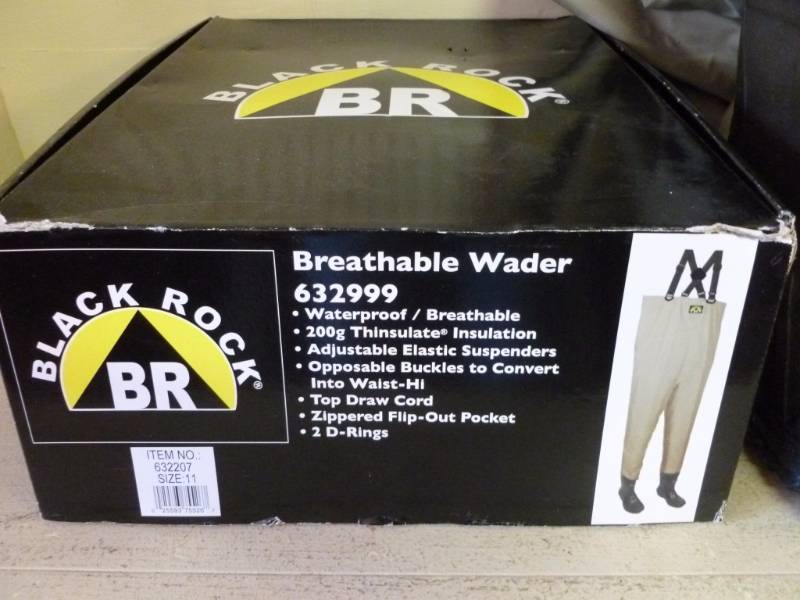 BLACK ROCK®
BR
BLACK ROCK®
BR
Breathable Wader
632999
• Waterproof / Breathable
• 200g Thinsulate® Insulation
• Adjustable Elastic Suspenders
• Opposable Buckles to Convert
Into Waist-Hi
• Top Draw Cord
• Zippered Flip-Out Pocket
• 2 D-Rings
ITEM NO.:
632207
SIZE:11